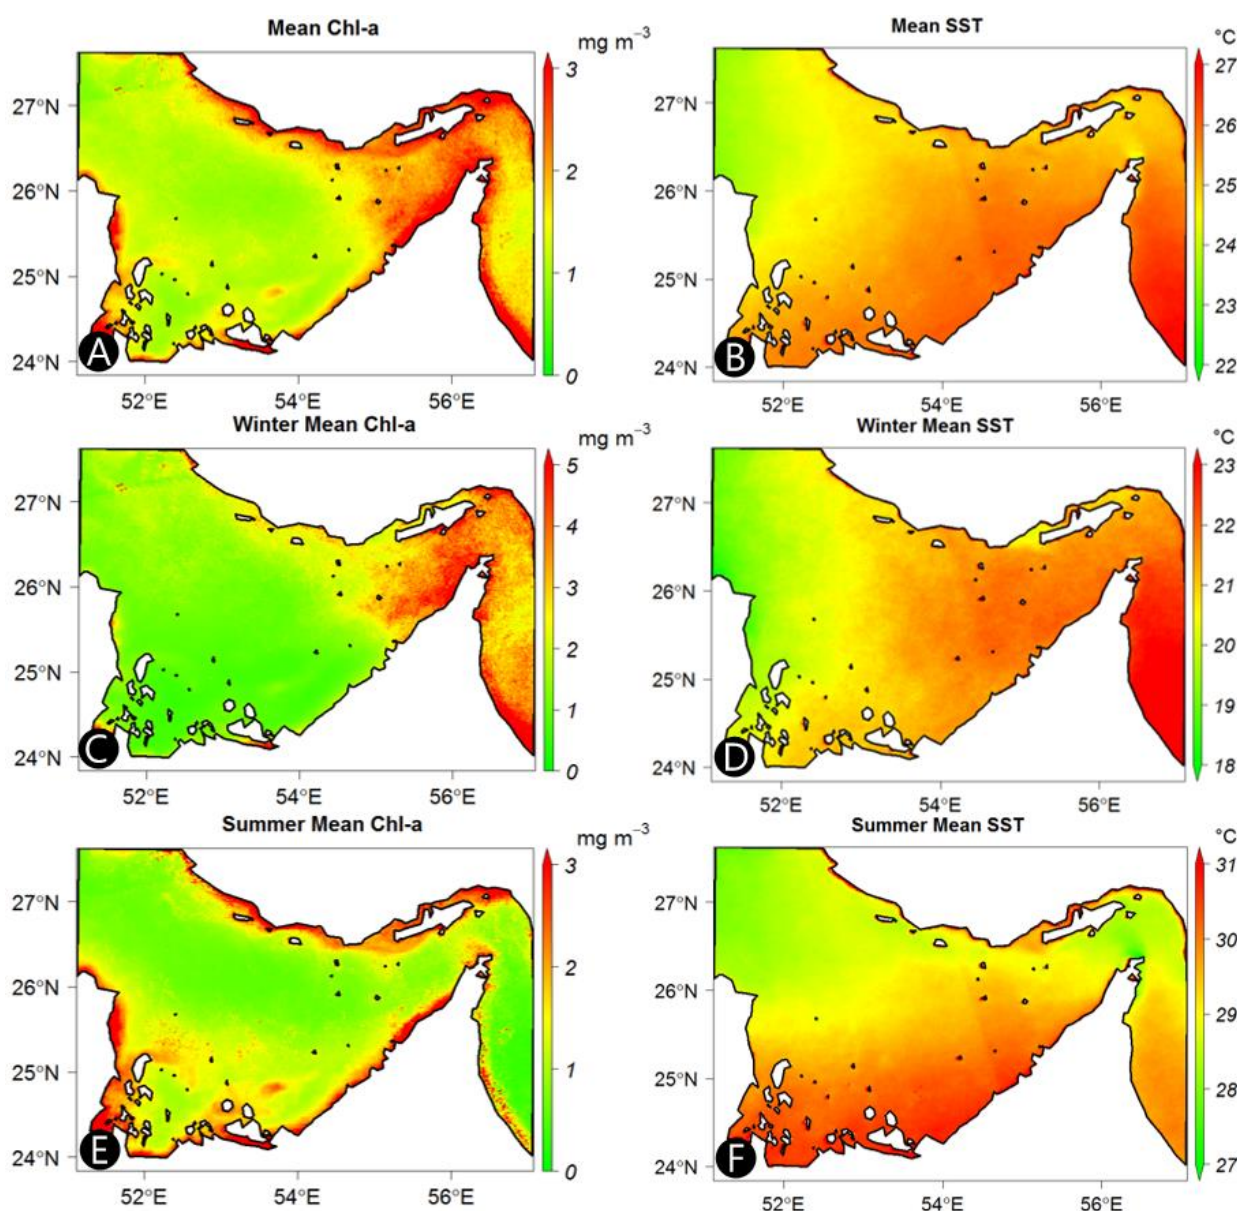 Mean Chl-a
mg m⁻³
3
2
1
0
27°N
26°N
25°N
24°N
52°E 54°E 56°E
A
Mean SST
°C
27
26
25
24
23
22
27°N
26°N
25°N
24°N
52°E 54°E 56°E
B
Winter Mean Chl-a
mg m⁻³
5
4
3
2
1
0
27°N
26°N
25°N
24°N
52°E 54°E 56°E
C
Winter Mean SST
°C
23
22
21
20
19
18
27°N
26°N
25°N
24°N
52°E 54°E 56°E
D
Summer Mean Chl-a
mg m⁻³
3
2
1
0
27°N
26°N
25°N
24°N
52°E 54°E 56°E
E
Summer Mean SST
°C
31
30
29
28
27
27°N
26°N
25°N
24°N
52°E 54°E 56°E
F